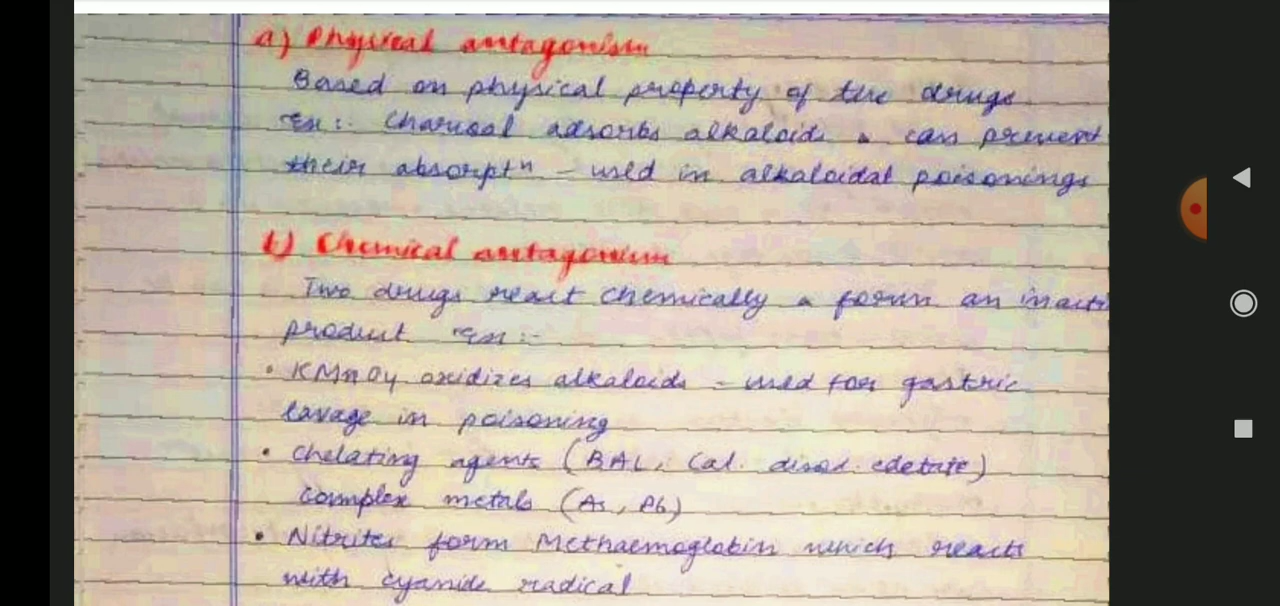 a) Physical antagonism
Based on physical property of the drugs
Ex:- Charcoal adsorbs alkaloids & can prevent
their absorptⁿ - used in alkaloidal poisonings
b) Chemical antagonism
Two drugs react chemically & form an inacti
product Ex:-
• KMnO4 oxidizes alkaloids - used for gastric
lavage in poisoning
• Chelating agents (BAL, Cal. disod. edetate)
complex metals (As, Pb)
• Nitrites form Methaemoglobin which reacts
with cyanide radical